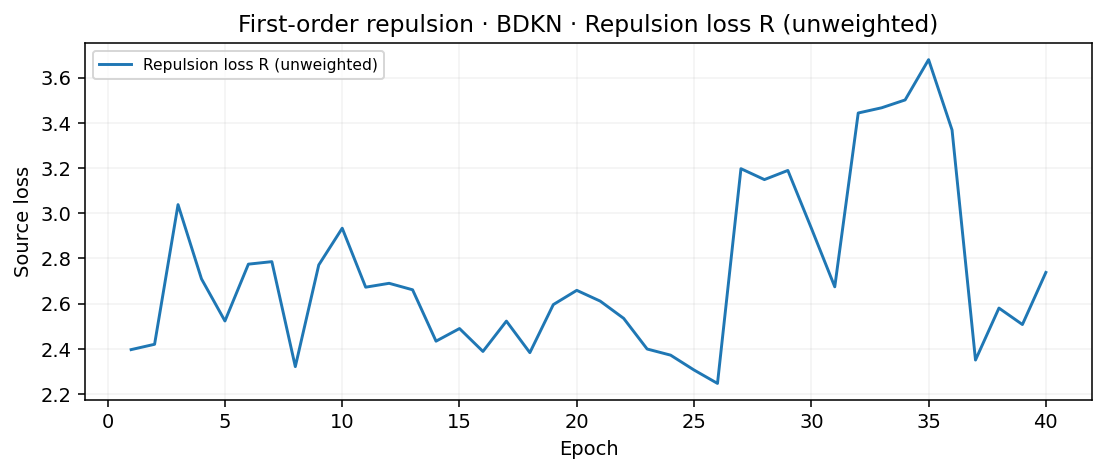 First-order repulsion · BDKN · Repulsion loss R (unweighted)
Repulsion loss R (unweighted)
Source loss
3.6
3.4
3.2
3.0
2.8
2.6
2.4
2.2
0 5 10 15 20 25 30 35 40
Epoch